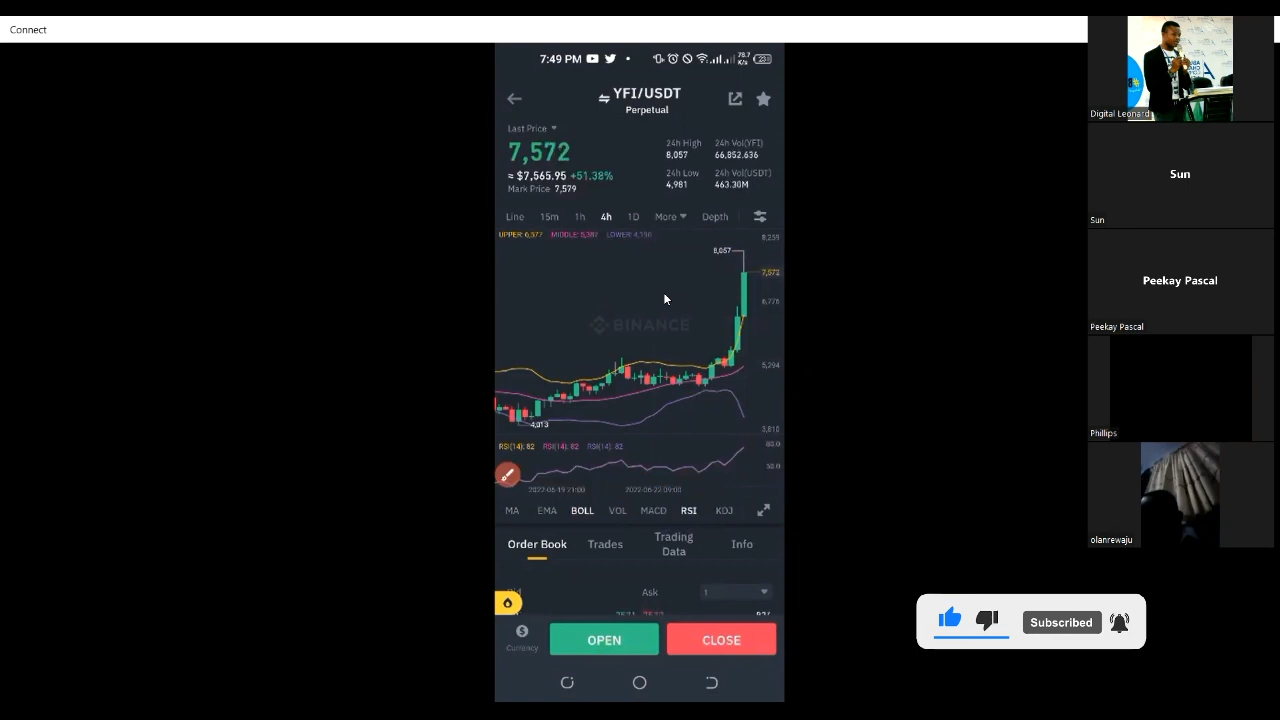 Connect
7:49 PM
YFI/USDT
Perpetual
Last Price
7,572
≈ $7,565.95 +51.38%
Mark Price 7,579
24h High
8,057
24h Vol(YFI)
66,852.636
24h Low
4,981
24h Vol(USDT)
463.30M
Line 15m 1h 4h 1D More Depth
UPPER: 6,577 MIDDLE: 5,387 LOWER: 4,196
8,259
8,057
7,572
6,776
BINANCE
5,294
4,013
3,810
RSI(14): 82 RSI(14): 82 RSI(14): 82
80.0
50.0
2022-06-19 21:00 2022-06-22 09:00
MA EMA BOLL VOL MACD RSI KDJ
Order Book Trades Trading Data Info
Ask 1
Currency
OPEN CLOSE
Digital Leonard
Sun
Sun
Peekay Pascal
Peekay Pascal
Phillips
olanrewaju
Subscribed